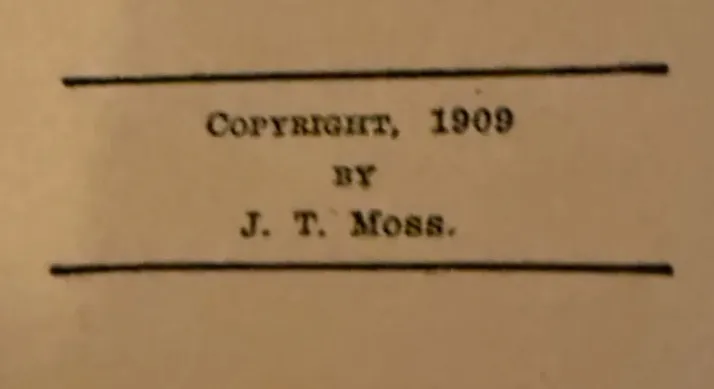 COPYRIGHT, 1909
BY
J. T. MOSS.